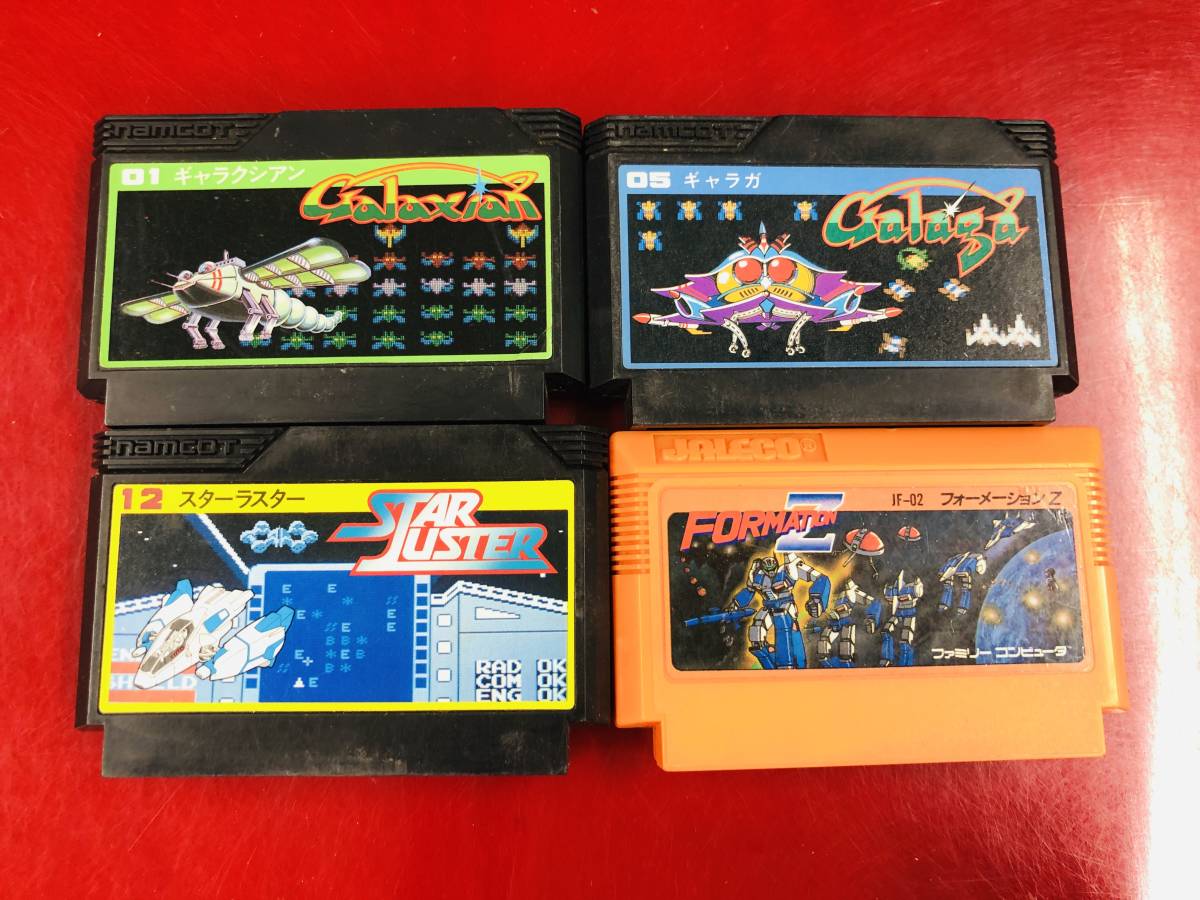 namcot
01 ギャラクシアン
Galaxian
namcot
05 ギャラガ
Galaga
namcot
12 スターラスター
STAR LUSTER
E E
* *
E E
B B *
E E
B B *
E
SHIELD
RAD OK
COM OK
ENG OK
JALECO®
JF-02 フォーメーションZ
FORMATION Z
ファミリー コンピュータ